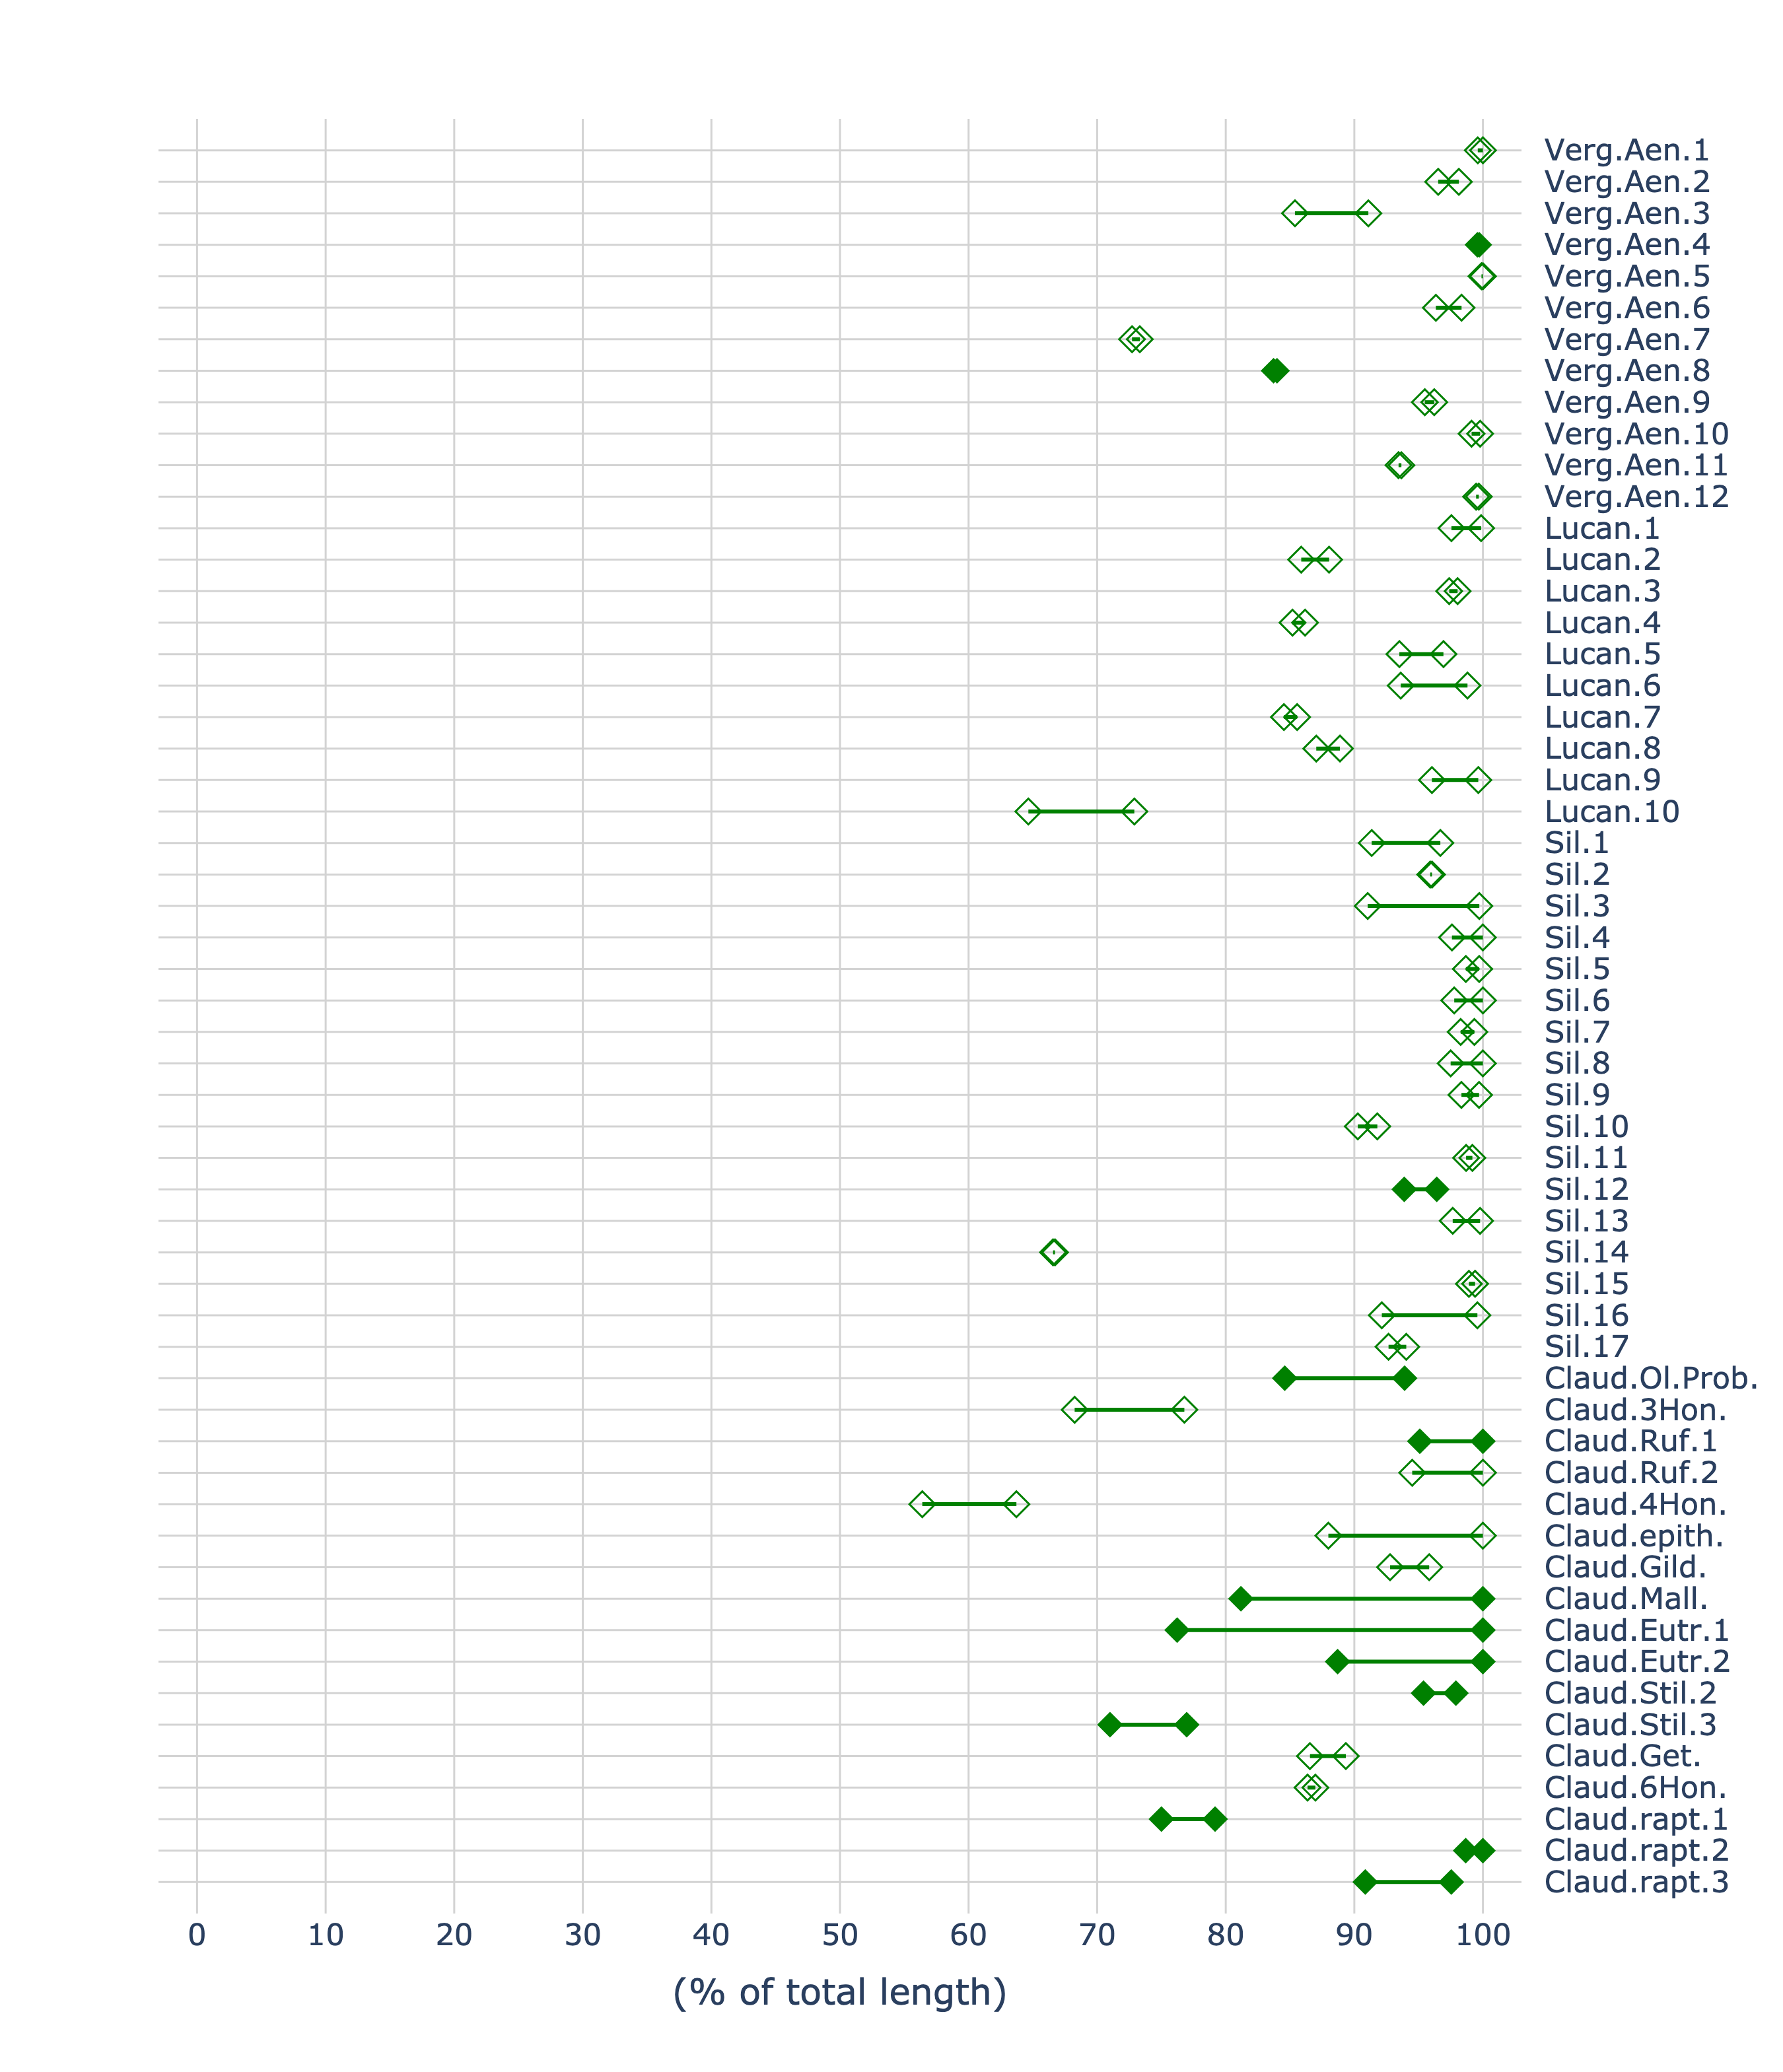 Verg.Aen.1
Verg.Aen.2
Verg.Aen.3
Verg.Aen.4
Verg.Aen.5
Verg.Aen.6
Verg.Aen.7
Verg.Aen.8
Verg.Aen.9
Verg.Aen.10
Verg.Aen.11
Verg.Aen.12
Lucan.1
Lucan.2
Lucan.3
Lucan.4
Lucan.5
Lucan.6
Lucan.7
Lucan.8
Lucan.9
Lucan.10
Sil.1
Sil.2
Sil.3
Sil.4
Sil.5
Sil.6
Sil.7
Sil.8
Sil.9
Sil.10
Sil.11
Sil.12
Sil.13
Sil.14
Sil.15
Sil.16
Sil.17
Claud.Ol.Prob.
Claud.3Hon.
Claud.Ruf.1
Claud.Ruf.2
Claud.4Hon.
Claud.epith.
Claud.Gild.
Claud.Mall.
Claud.Eutr.1
Claud.Eutr.2
Claud.Stil.2
Claud.Stil.3
Claud.Get.
Claud.6Hon.
Claud.rapt.1
Claud.rapt.2
Claud.rapt.3
0 10 20 30 40 50 60 70 80 90 100
(% of total length)